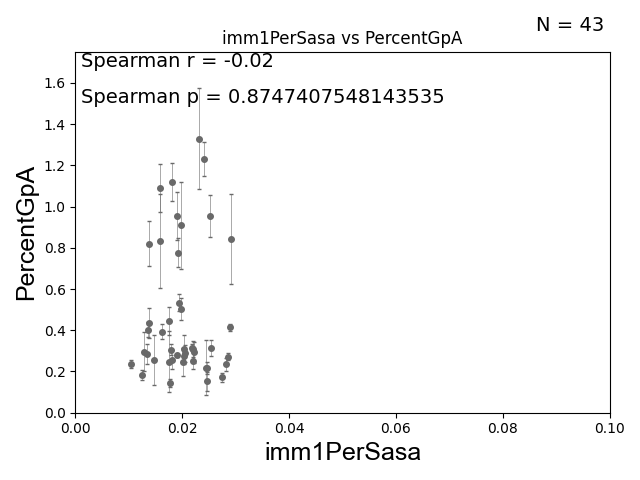 N = 43
imm1PerSasa vs PercentGpA
Spearman r = -0.02
Spearman p = 0.8747407548143535
PercentGpA
1.6
1.4
1.2
1.0
0.8
0.6
0.4
0.2
0.0
0.00 0.02 0.04 0.06 0.08 0.10
imm1PerSasa